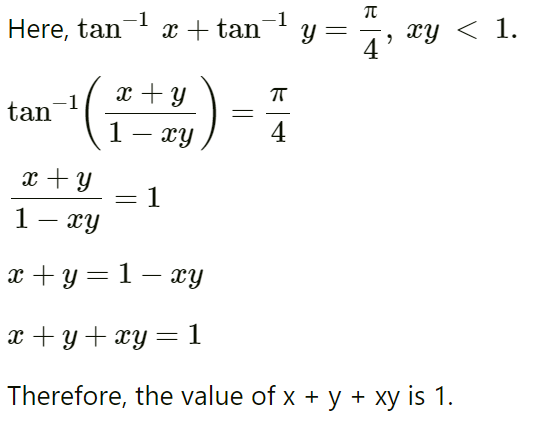 Here, tan⁻¹ x + tan⁻¹ y = π/4, xy < 1.
tan⁻¹((x + y)/(1 − xy)) = π/4
(x + y)/(1 − xy) = 1
x + y = 1 − xy
x + y + xy = 1
Therefore, the value of x + y + xy is 1.